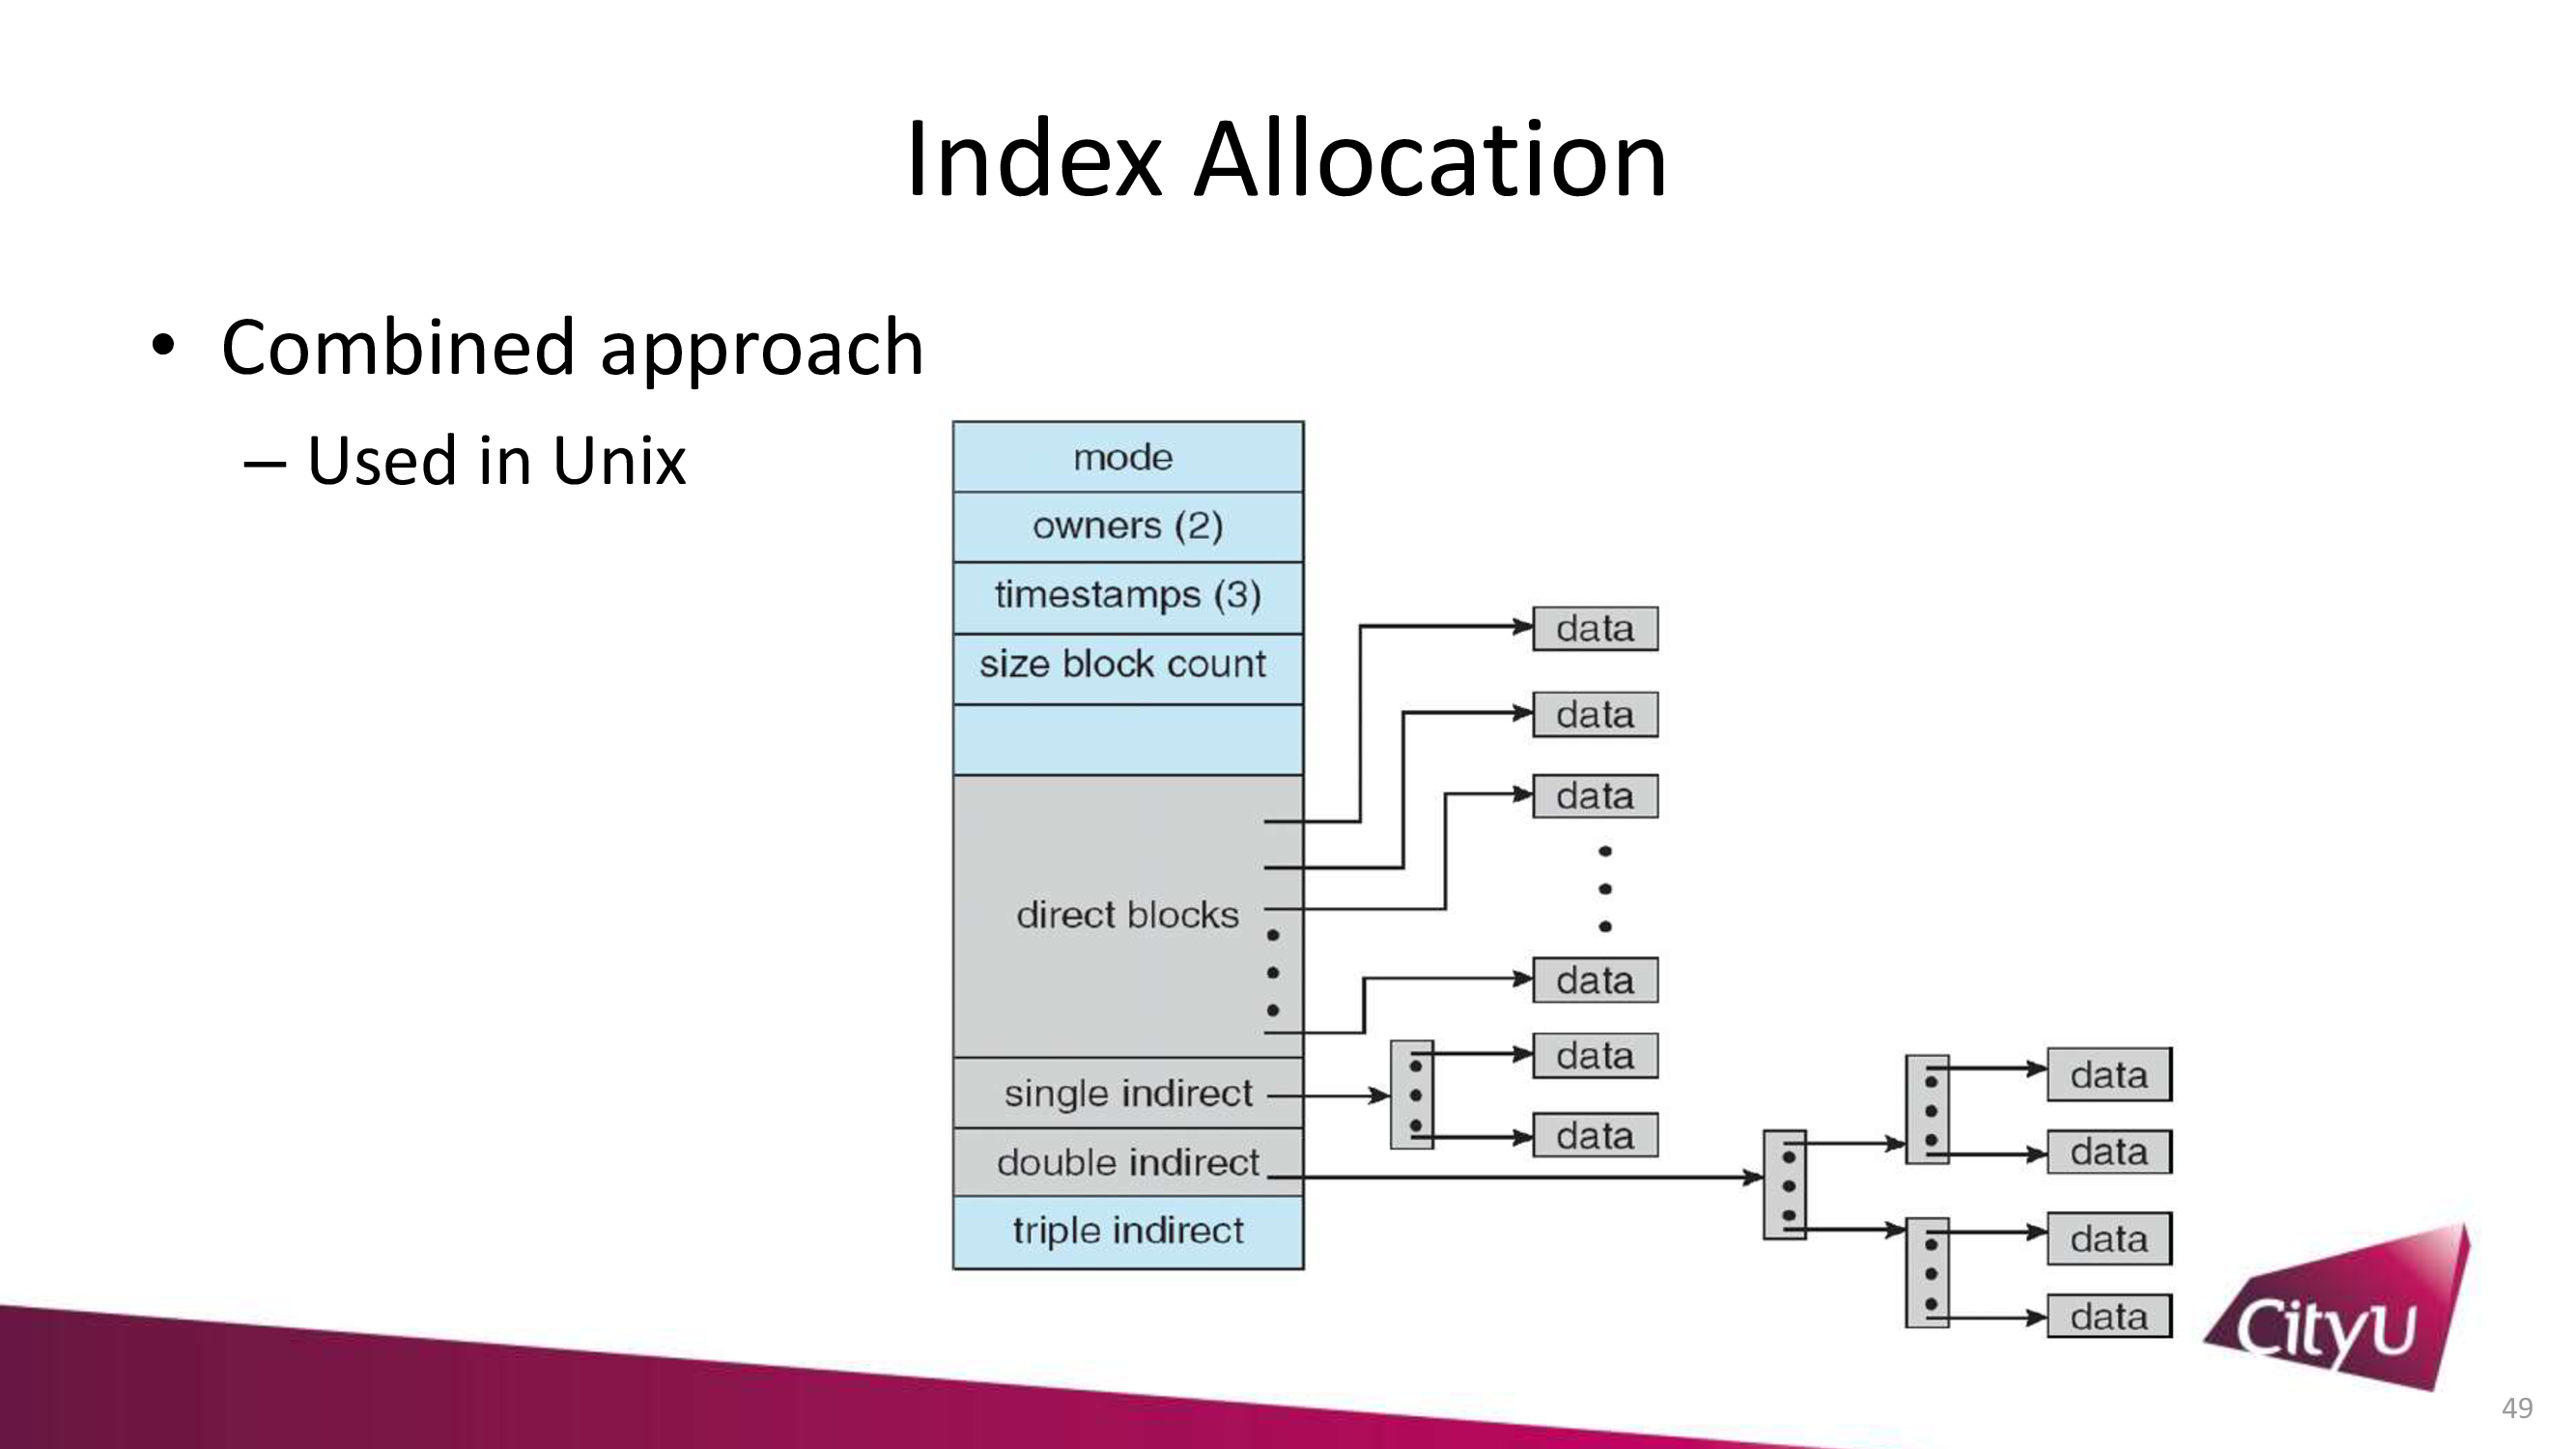 Index Allocation
• Combined approach
– Used in Unix
mode
owners (2)
timestamps (3)
size block count
direct blocks
single indirect
double indirect
triple indirect
data
data
data
data
data
data
data
data
data
data
CityU
49